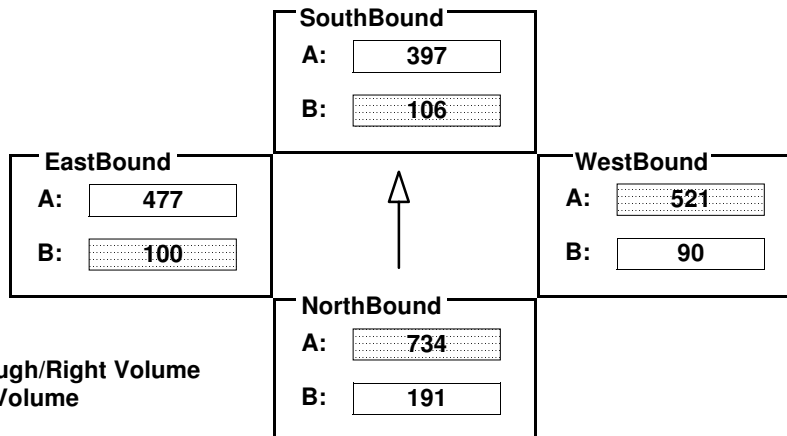 SouthBound
A: 397
B: 106
EastBound
A: 477
B: 100
WestBound
A: 521
B: 90
NorthBound
A: 734
B: 191
ugh/Right Volume
Volume